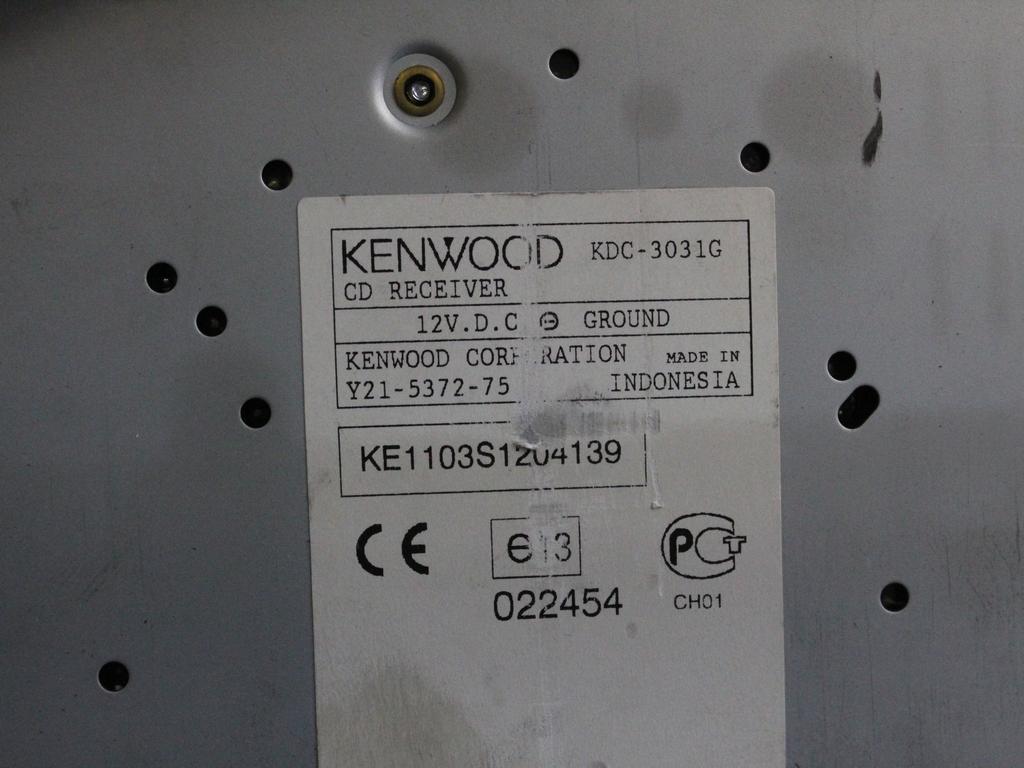 KENWOOD KDC-3031G
CD RECEIVER
12V.D.C ⊖ GROUND
KENWOOD CORPORATION MADE IN
Y21-5372-75 INDONESIA
KE1103S1204139
CE
e13 PCT
022454 CH01